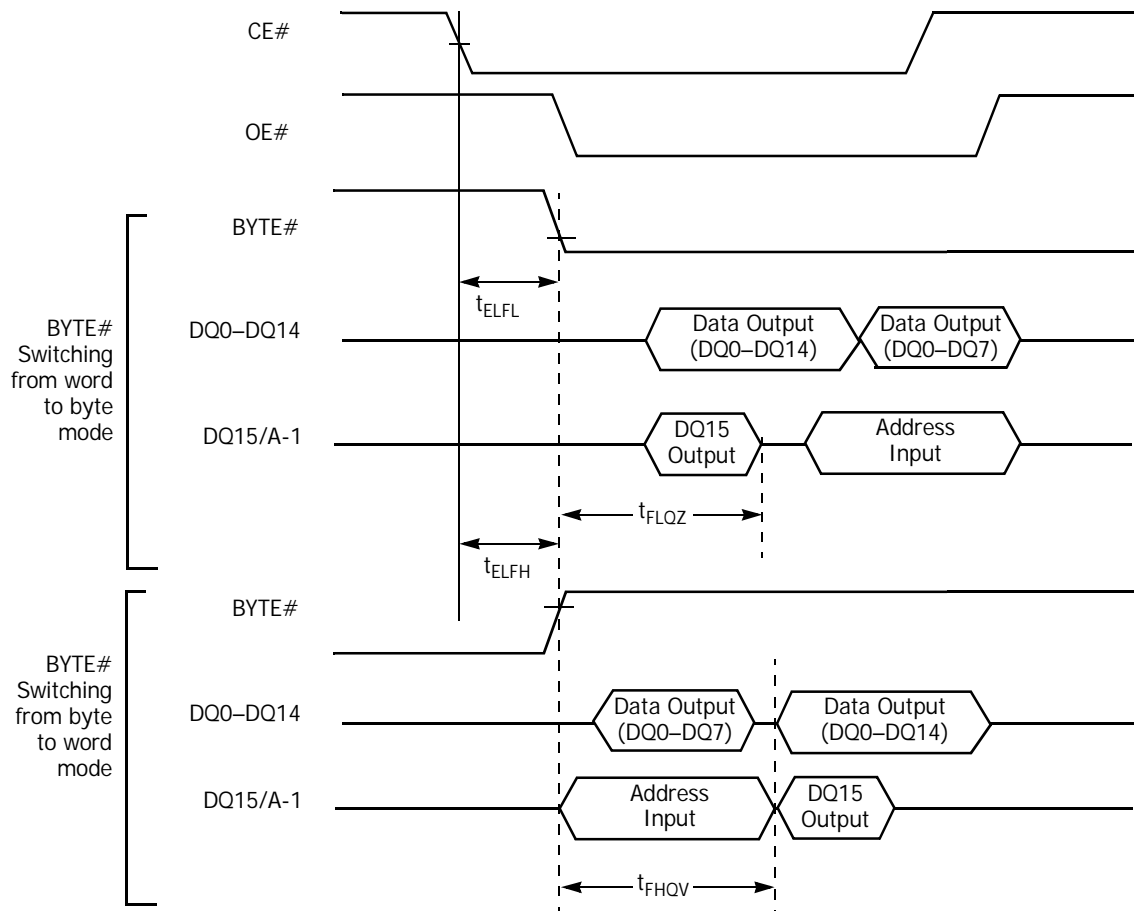 CE#
OE#
BYTE#
Switching
from word
to byte
mode
BYTE#
tELFL
DQ0–DQ14
Data Output
(DQ0–DQ14)
Data Output
(DQ0–DQ7)
DQ15/A-1
DQ15
Output
Address
Input
tFLQZ
tELFH
BYTE#
Switching
from byte
to word
mode
BYTE#
DQ0–DQ14
Data Output
(DQ0–DQ7)
Data Output
(DQ0–DQ14)
DQ15/A-1
Address
Input
DQ15
Output
tFHQV